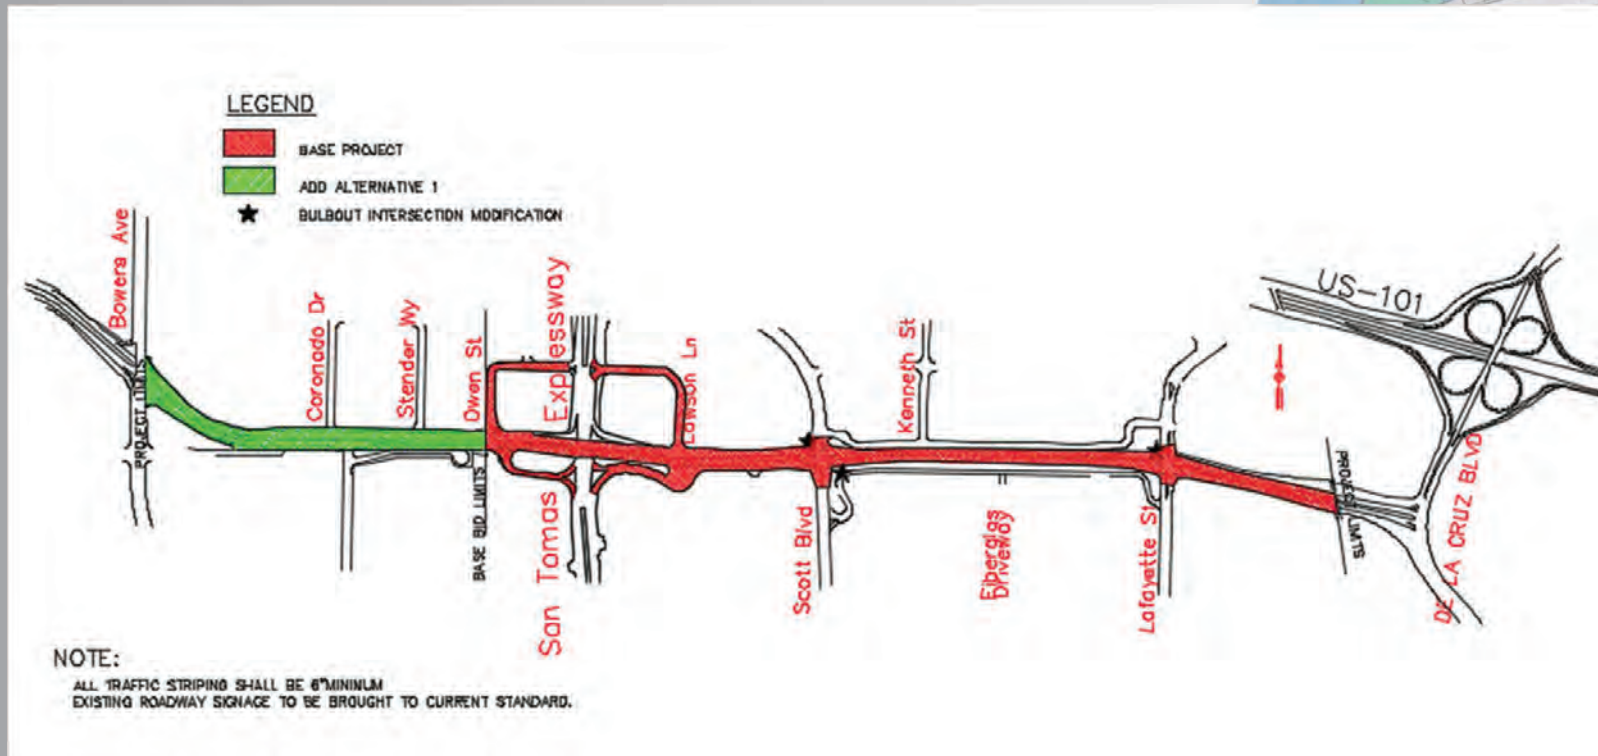 LEGEND
BASE PROJECT
ADD ALTERNATIVE 1
BULBOUT INTERSECTION MODIFICATION
Bowers Ave
PROJECT LIMITS
Coronado Dr
Stender Wy
Owen St
BASE BID LIMITS
San Tomas Expressway
Lawson Ln
Scott Blvd
Kenneth St
Fiberglas
Driveway
Lafayette St
US-101
PROJECT LIMITS
DE LA CRUZ BLVD
NOTE:
ALL TRAFFIC STRIPING SHALL BE 6"MININUM
EXISTING ROADWAY SIGNAGE TO BE BROUGHT TO CURRENT STANDARD.